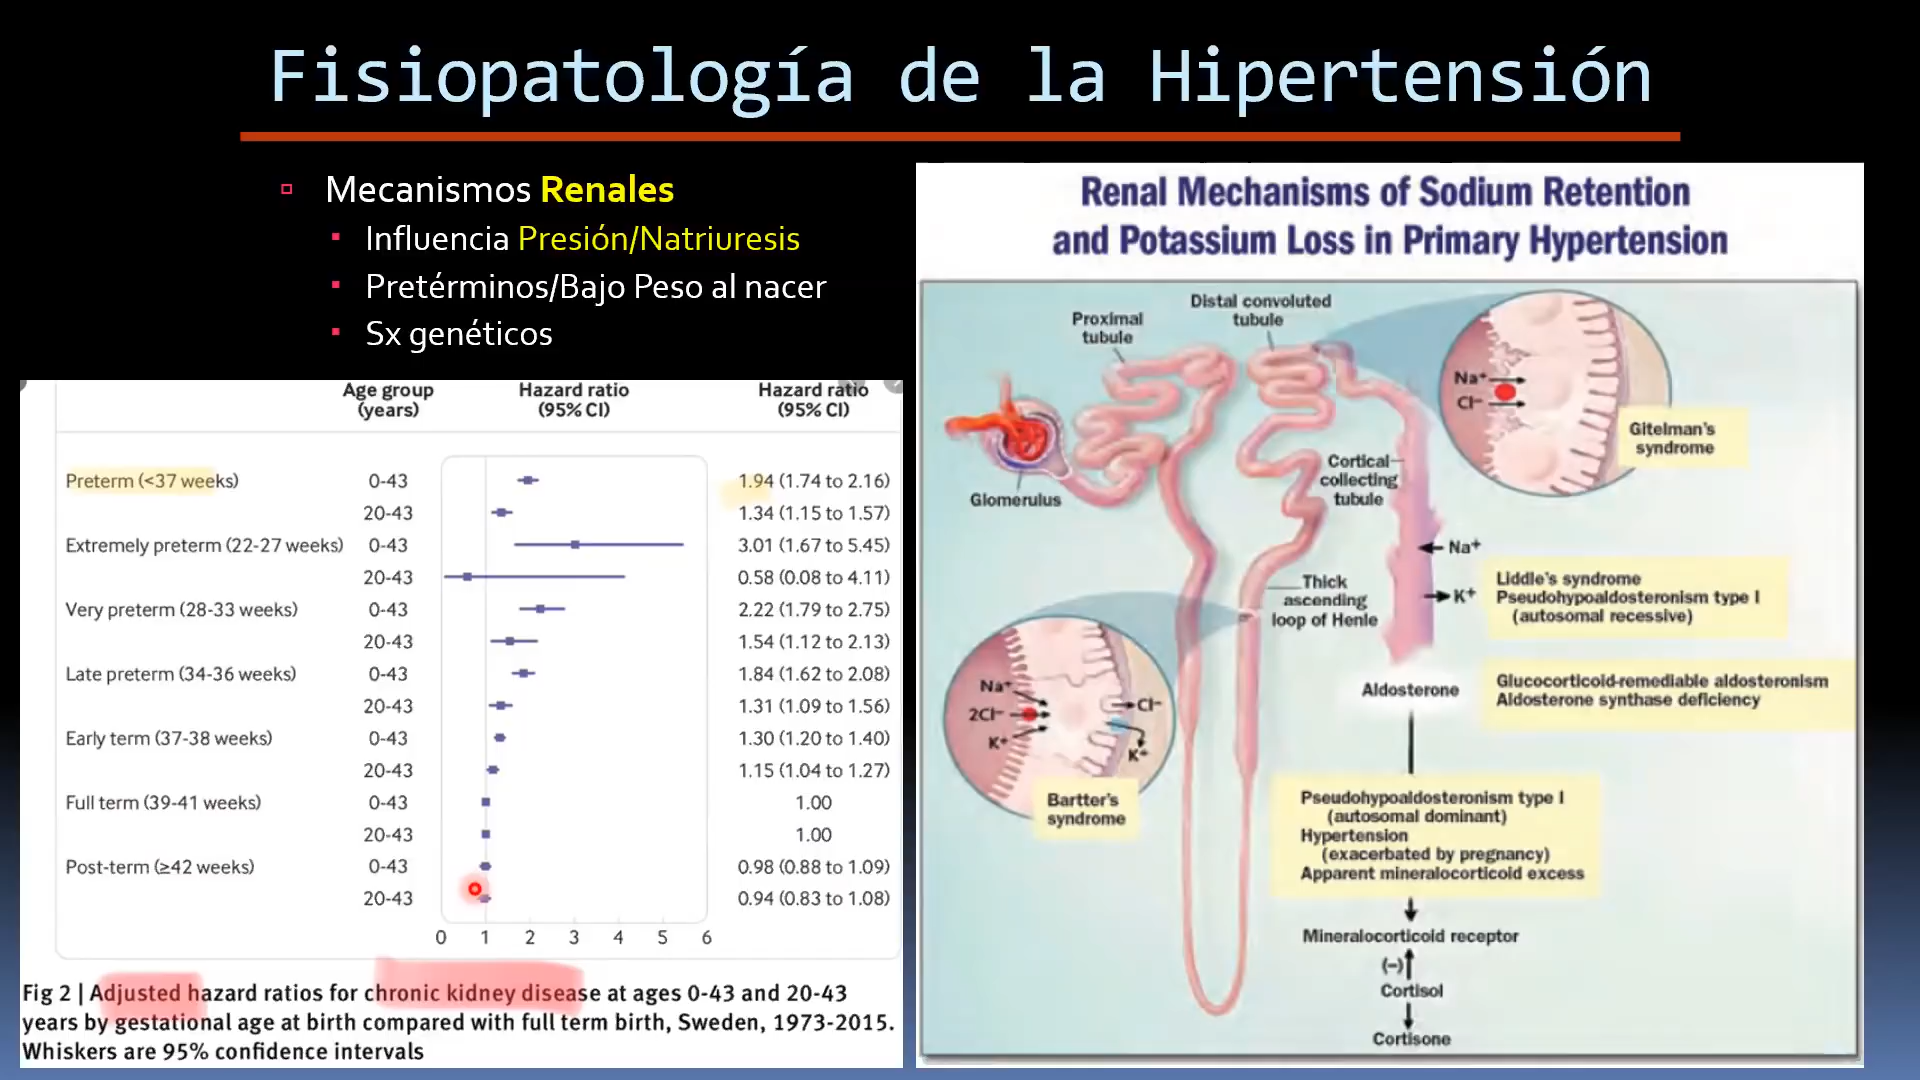 Fisiopatología de la Hipertensión
Mecanismos Renales
Influencia Presión/Natriuresis
Pretérminos/Bajo Peso al nacer
Sx genéticos
Age group (years) Hazard ratio (95% CI) Hazard ratio (95% CI)
Preterm (<37 weeks) 0-43 1.94 (1.74 to 2.16)
20-43 1.34 (1.15 to 1.57)
Extremely preterm (22-27 weeks) 0-43 3.01 (1.67 to 5.45)
20-43 0.58 (0.08 to 4.11)
Very preterm (28-33 weeks) 0-43 2.22 (1.79 to 2.75)
20-43 1.54 (1.12 to 2.13)
Late preterm (34-36 weeks) 0-43 1.84 (1.62 to 2.08)
20-43 1.31 (1.09 to 1.56)
Early term (37-38 weeks) 0-43 1.30 (1.20 to 1.40)
20-43 1.15 (1.04 to 1.27)
Full term (39-41 weeks) 0-43 1.00
20-43 1.00
Post-term (≥42 weeks) 0-43 0.98 (0.88 to 1.09)
20-43 0.94 (0.83 to 1.08)
0 1 2 3 4 5 6
Fig 2 | Adjusted hazard ratios for chronic kidney disease at ages 0-43 and 20-43
years by gestational age at birth compared with full term birth, Sweden, 1973-2015.
Whiskers are 95% confidence intervals
Renal Mechanisms of Sodium Retention
and Potassium Loss in Primary Hypertension
Proximal
tubule
Distal convoluted
tubule
Na⁺
Cl⁻
Gitelman's
syndrome
Glomerulus
Cortical
collecting
tubule
Na⁺
K⁺
Liddle's syndrome
Pseudohypoaldosteronism type I
(autosomal recessive)
Thick
ascending
loop of Henle
Na⁺
2Cl⁻
K⁺
Cl⁻
K⁺
Bartter's
syndrome
Aldosterone
Glucocorticoid-remediable aldosteronism
Aldosterone synthase deficiency
Pseudohypoaldosteronism type I
(autosomal dominant)
Hypertension
(exacerbated by pregnancy)
Apparent mineralocorticoid excess
Mineralocorticoid receptor
(−)
Cortisol
Cortisone